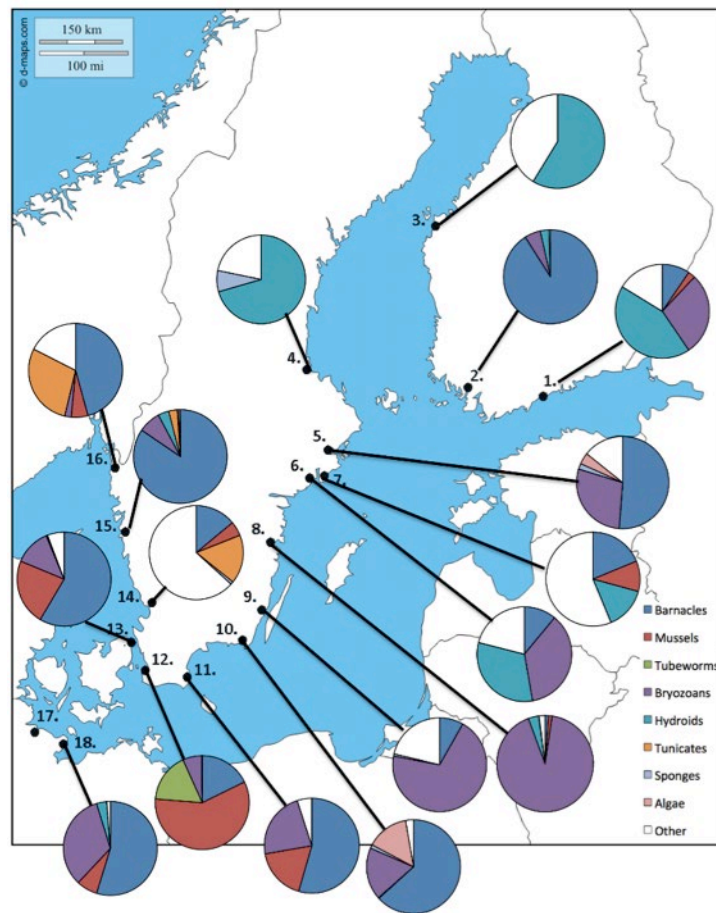 © d-maps.com
150 km
100 mi
3.
4.
2.
1.
16.
5.
6.
7.
15.
8.
14.
9.
10.
13.
12.
11.
17.
18.
Barnacles
Mussels
Tubeworms
Bryozoans
Hydroids
Tunicates
Sponges
Algae
Other